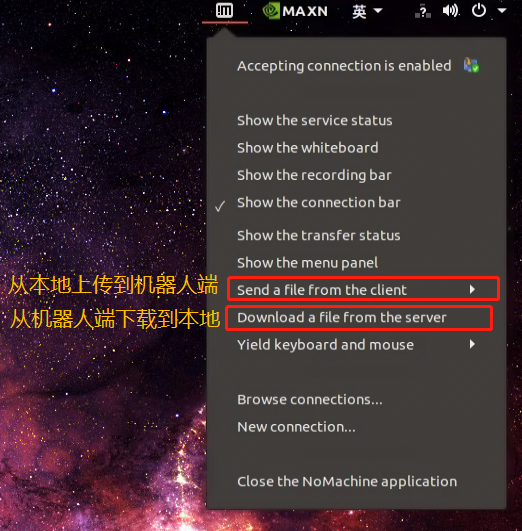 MAXN 英
Accepting connection is enabled
Show the service status
Show the whiteboard
Show the recording bar
Show the connection bar
Show the transfer status
Show the menu panel
从本地上传到机器人端 Send a file from the client
从机器人端下载到本地 Download a file from the server
Yield keyboard and mouse
Browse connections...
New connection...
Close the NoMachine application